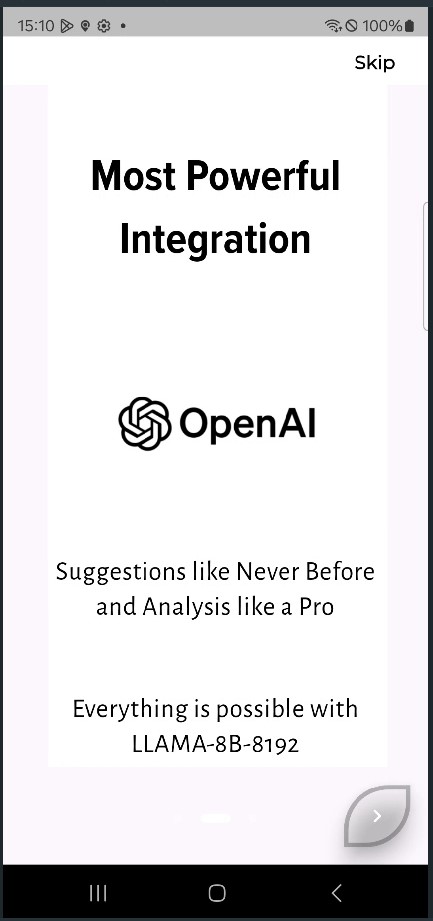 15:10 100%
Skip
Most Powerful
Integration
OpenAI
Suggestions like Never Before
and Analysis like a Pro
Everything is possible with
LLAMA-8B-8192